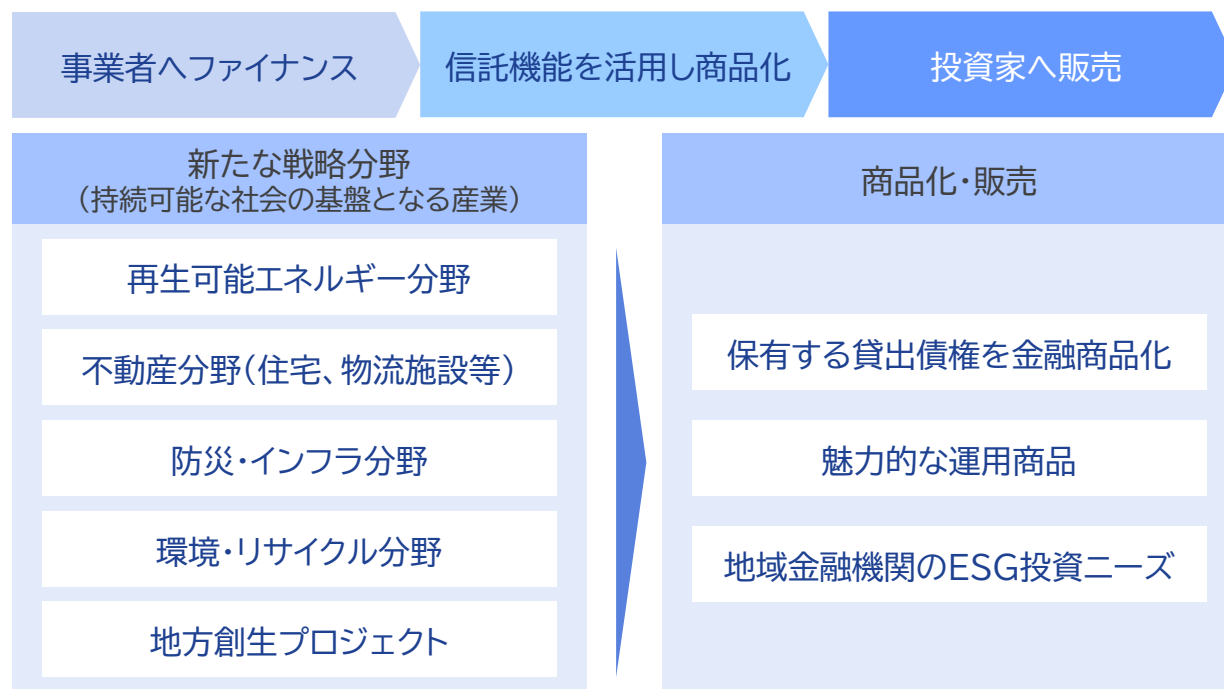 事業者へファイナンス
信託機能を活用し商品化
投資家へ販売
新たな戦略分野
（持続可能な社会の基盤となる産業）
再生可能エネルギー分野
不動産分野（住宅、物流施設等）
防災・インフラ分野
環境・リサイクル分野
地方創生プロジェクト
商品化・販売
保有する貸出債権を金融商品化
魅力的な運用商品
地域金融機関のESG投資ニーズ